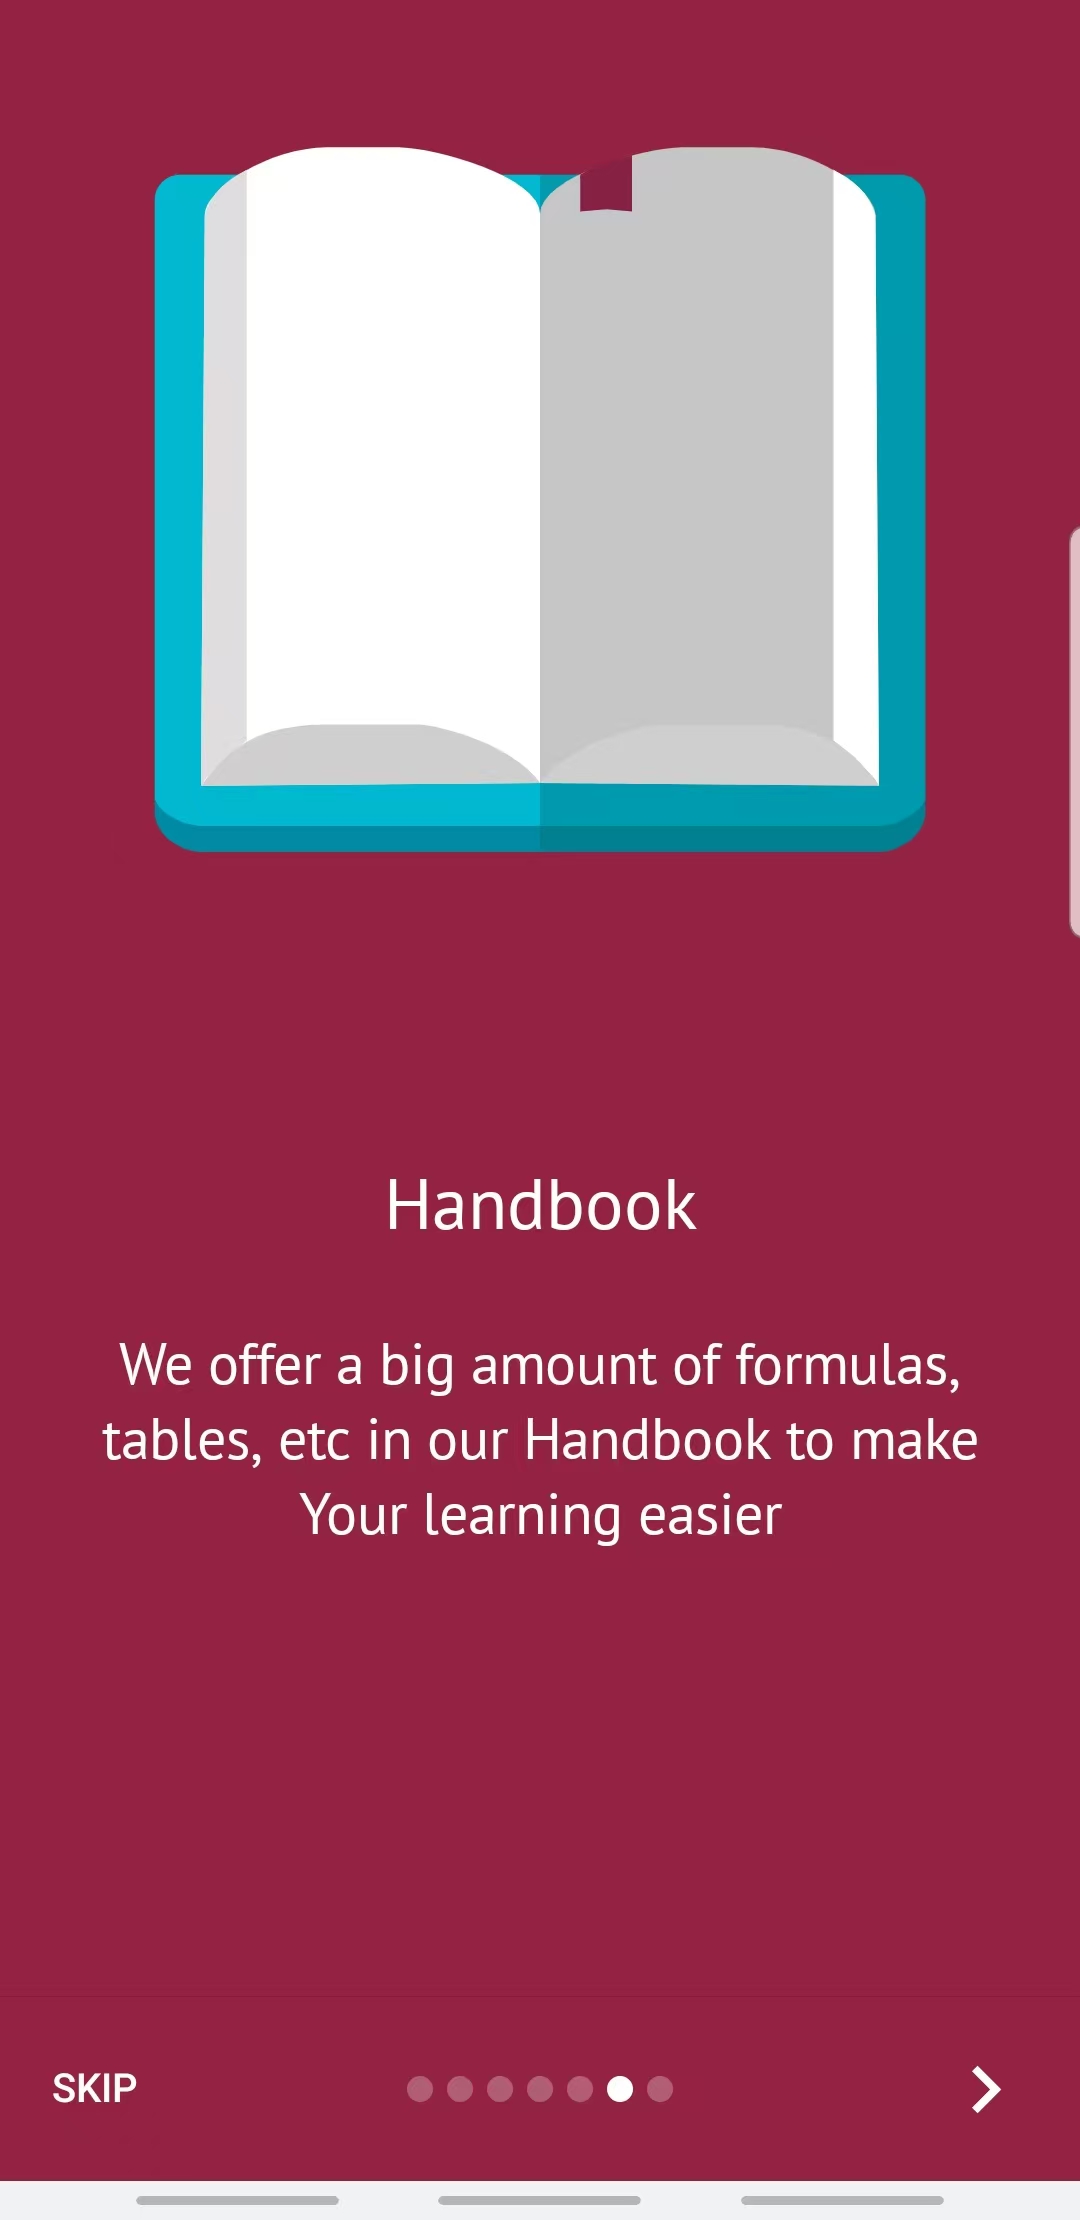 Handbook
We offer a big amount of formulas,
tables, etc in our Handbook to make
Your learning easier
SKIP